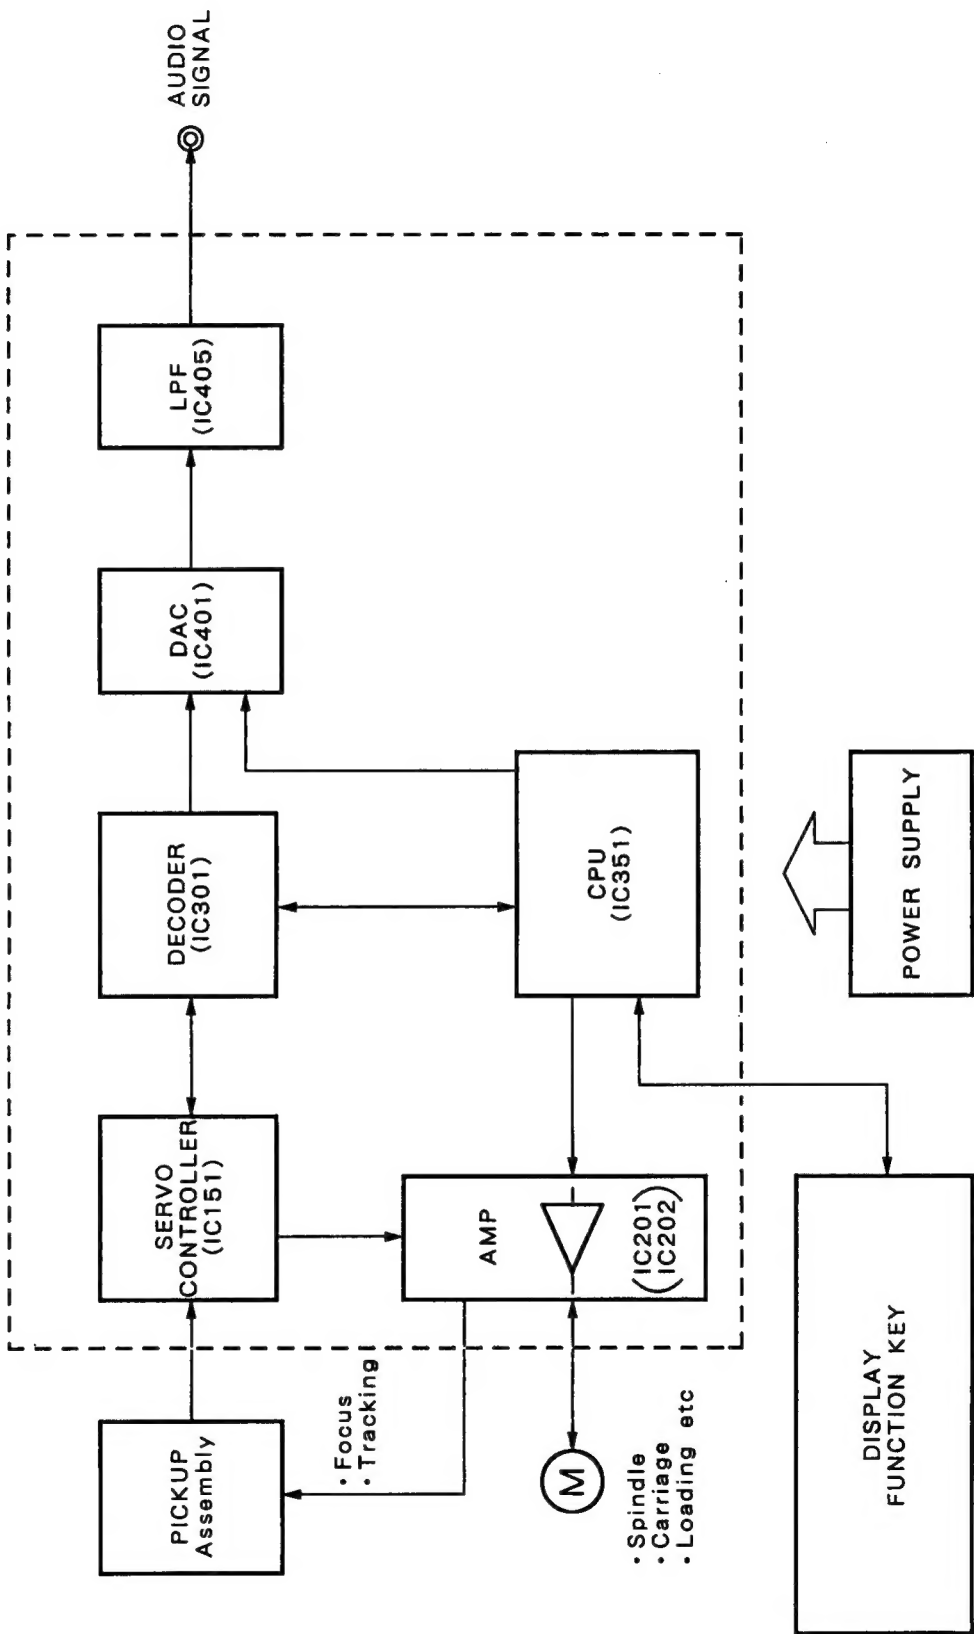 PICKUP
Assembly
SERVO
CONTROLLER
(IC151)
DECODER
(IC301)
DAC
(IC401)
LPF
(IC405)
AUDIO
SIGNAL
• Focus
• Tracking
AMP
(IC201)
(IC202)
CPU
(IC351)
M
• Spindle
• Carriage
• Loading etc
DISPLAY
FUNCTION KEY
POWER SUPPLY